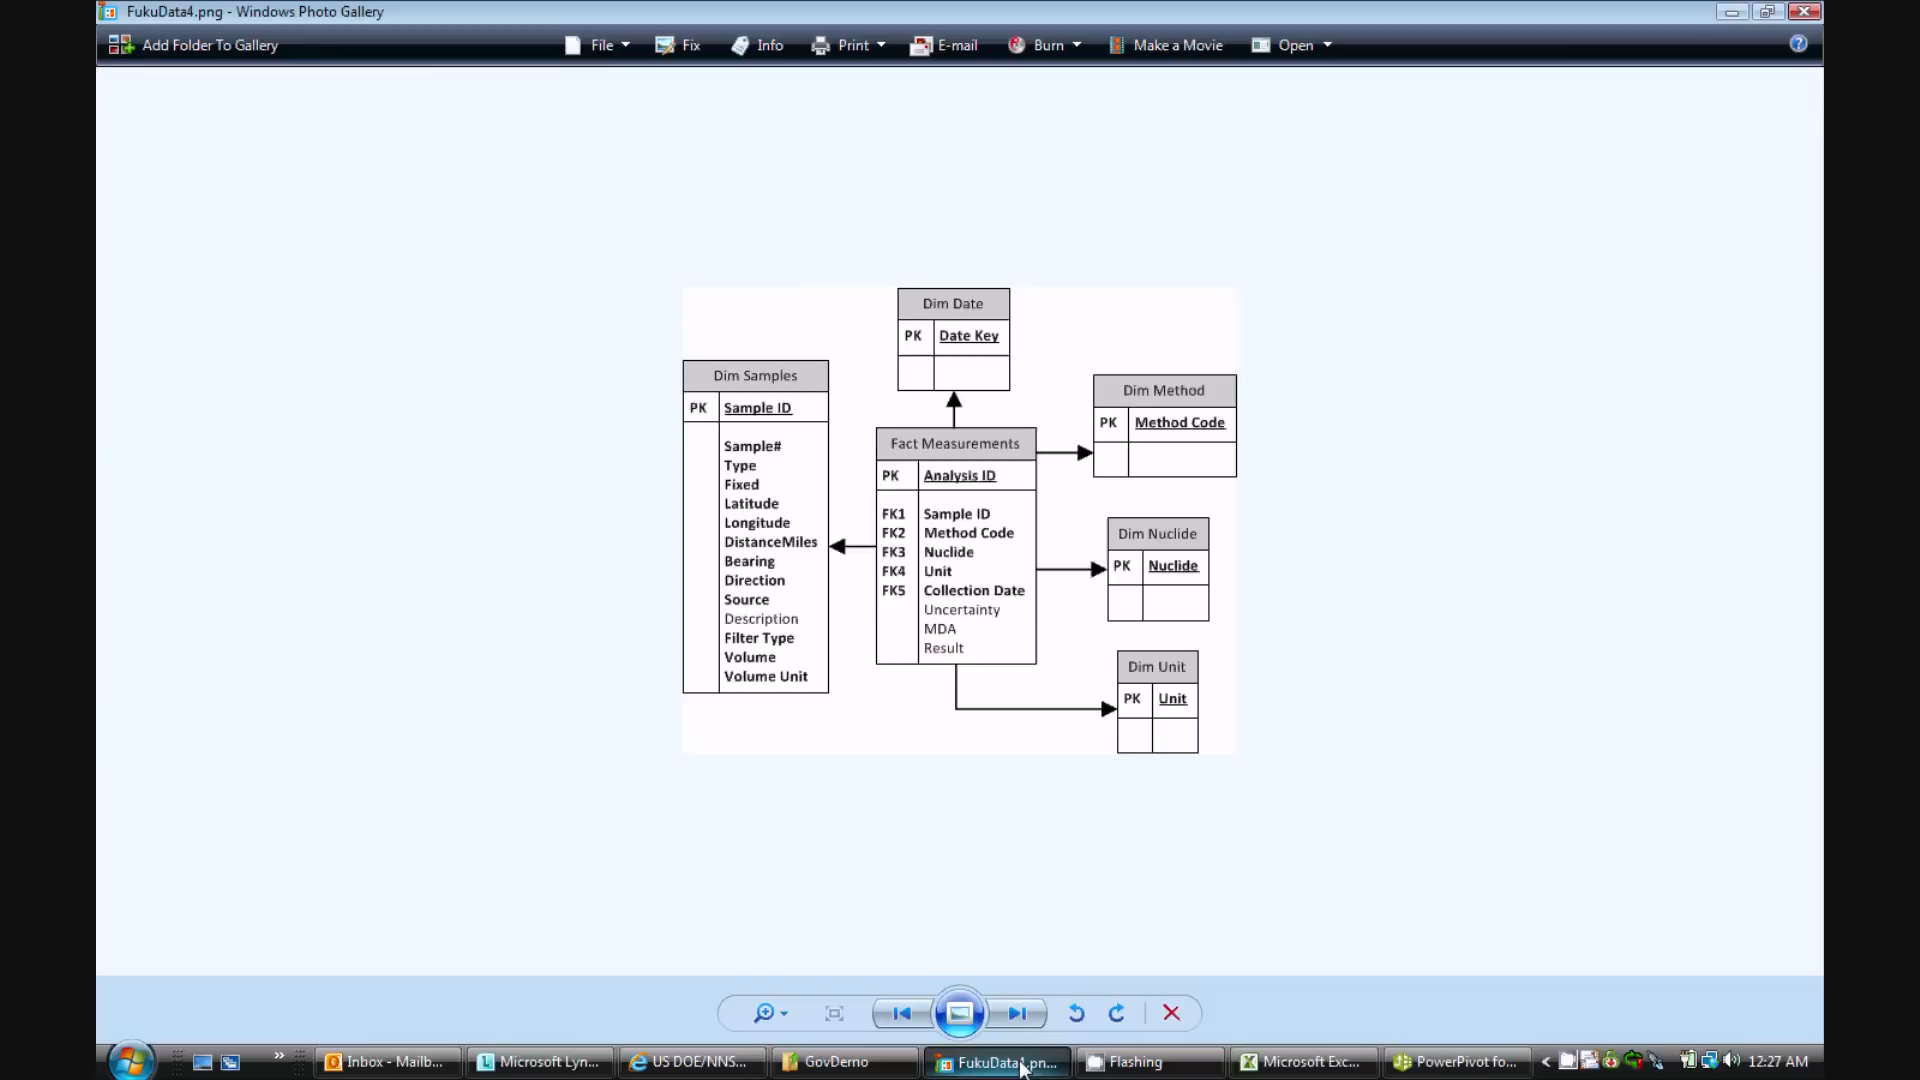 FukuData4.png - Windows Photo Gallery
Add Folder To Gallery
File
Fix
Info
Print
E-mail
Burn
Make a Movie
Open
Dim Date
PK Date Key
Dim Samples
PK Sample ID
Sample#
Type
Fixed
Latitude
Longitude
DistanceMiles
Bearing
Direction
Source
Description
Filter Type
Volume
Volume Unit
Fact Measurements
PK Analysis ID
FK1 Sample ID
FK2 Method Code
FK3 Nuclide
FK4 Unit
FK5 Collection Date
Uncertainty
MDA
Result
Dim Method
PK Method Code
Dim Nuclide
PK Nuclide
Dim Unit
PK Unit
Inbox - Mailb...
Microsoft Lyn...
US DOE/NNS...
GovDemo
FukuData4.pn...
Flashing
Microsoft Exc...
PowerPivot fo...
12:27 AM